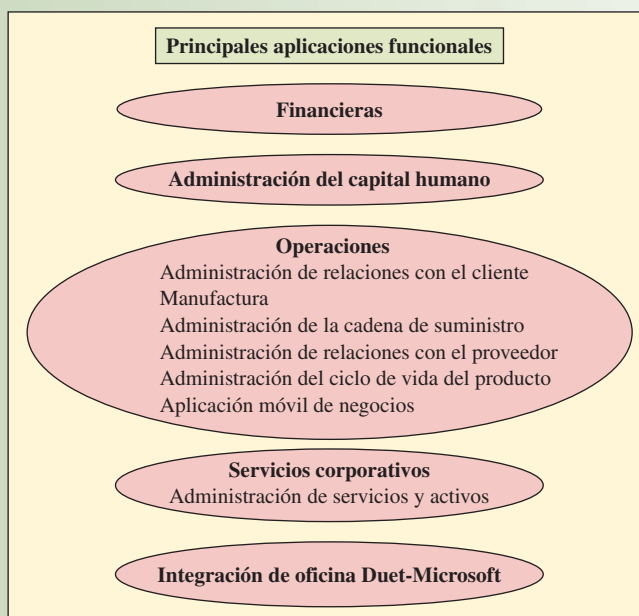 Principales aplicaciones funcionales
Financieras
Administración del capital humano
Operaciones
Administración de relaciones con el cliente
Manufactura
Administración de la cadena de suministro
Administración de relaciones con el proveedor
Administración del ciclo de vida del producto
Aplicación móvil de negocios
Servicios corporativos
Administración de servicios y activos
Integración de oficina Duet-Microsoft